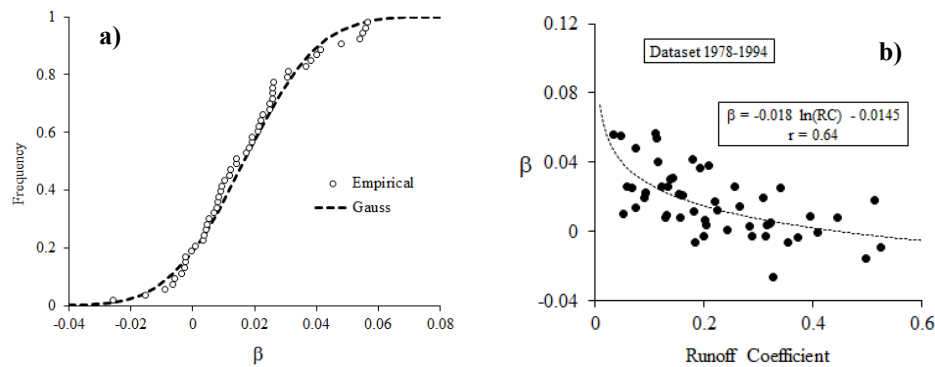 a)
1
0.8
0.6
0.4
0.2
0
Frequency
Empirical
Gauss
-0.04
-0.02
0
0.02
0.04
0.06
0.08
β
b)
0.12
0.08
0.04
0
-0.04
β
Dataset 1978-1994
β = -0.018 ln(RC) - 0.0145
r = 0.64
0
0.2
0.4
0.6
Runoff Coefficient